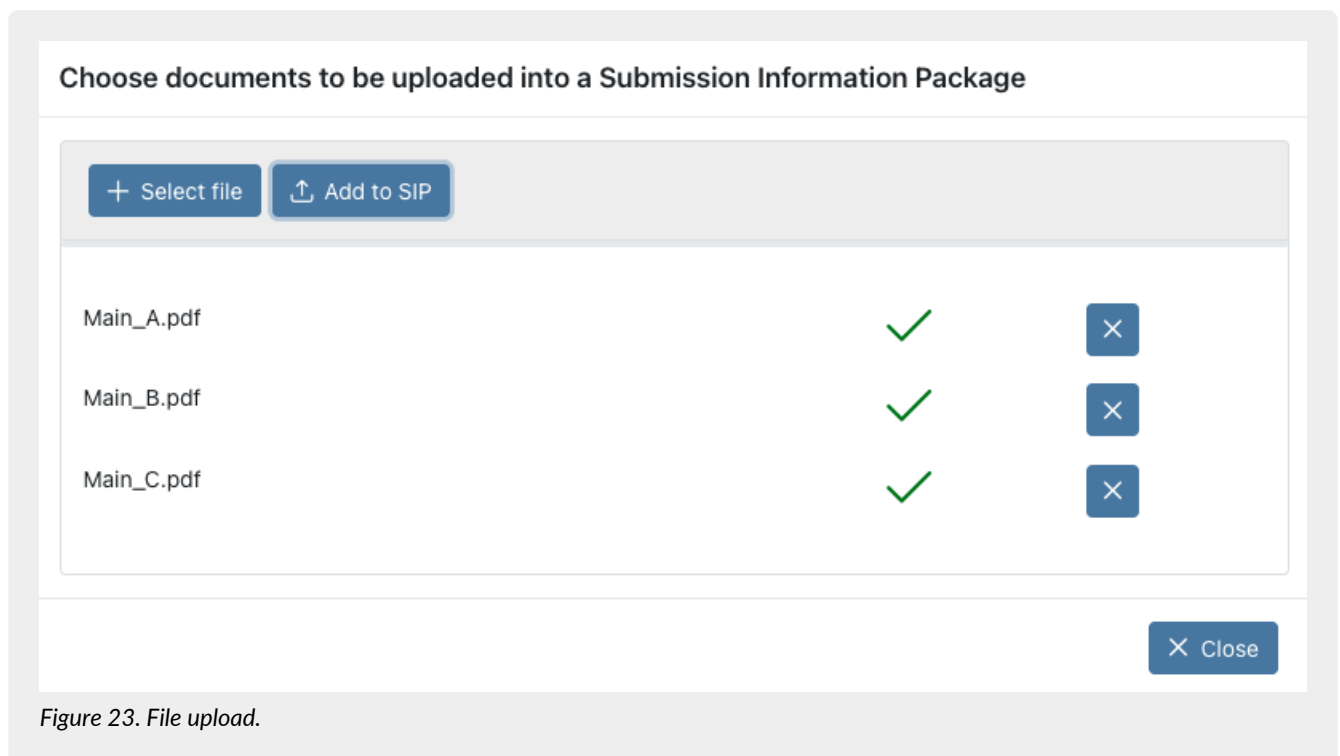 Choose documents to be uploaded into a Submission Information Package
Select file Add to SIP
Main_A.pdf
Main_B.pdf
Main_C.pdf
Close
Figure 23. File upload.